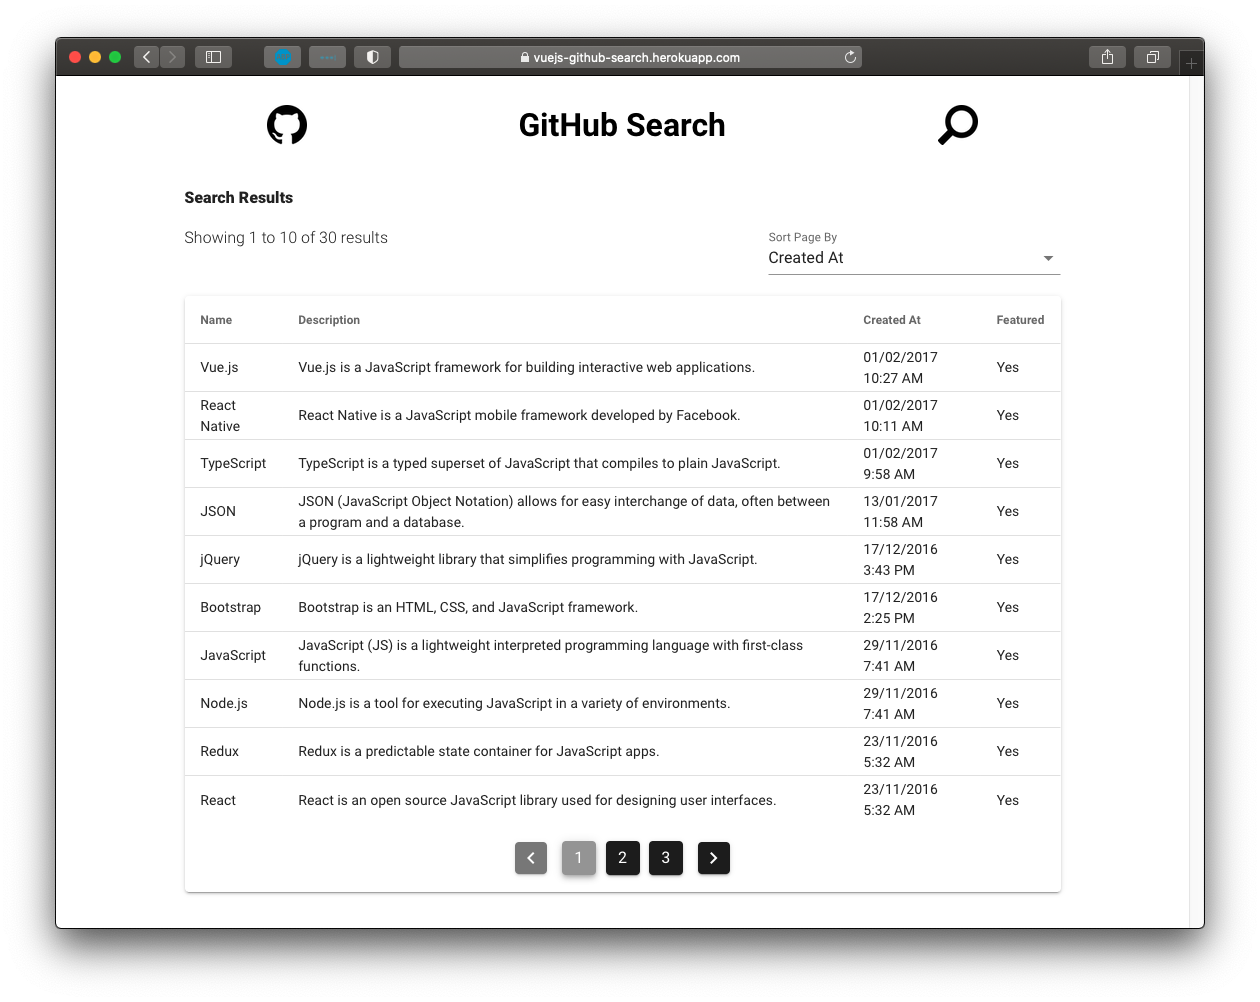 vuejs-github-search.herokuapp.com
GitHub Search
Search Results
Showing 1 to 10 of 30 results
Sort Page By
Created At
Name Description Created At Featured
Vue.js Vue.js is a JavaScript framework for building interactive web applications. 01/02/2017 10:27 AM Yes
React Native React Native is a JavaScript mobile framework developed by Facebook. 01/02/2017 10:11 AM Yes
TypeScript TypeScript is a typed superset of JavaScript that compiles to plain JavaScript. 01/02/2017 9:58 AM Yes
JSON JSON (JavaScript Object Notation) allows for easy interchange of data, often between a program and a database. 13/01/2017 11:58 AM Yes
jQuery jQuery is a lightweight library that simplifies programming with JavaScript. 17/12/2016 3:43 PM Yes
Bootstrap Bootstrap is an HTML, CSS, and JavaScript framework. 17/12/2016 2:25 PM Yes
JavaScript JavaScript (JS) is a lightweight interpreted programming language with first-class functions. 29/11/2016 7:41 AM Yes
Node.js Node.js is a tool for executing JavaScript in a variety of environments. 29/11/2016 7:41 AM Yes
Redux Redux is a predictable state container for JavaScript apps. 23/11/2016 5:32 AM Yes
React React is an open source JavaScript library used for designing user interfaces. 23/11/2016 5:32 AM Yes
1 2 3